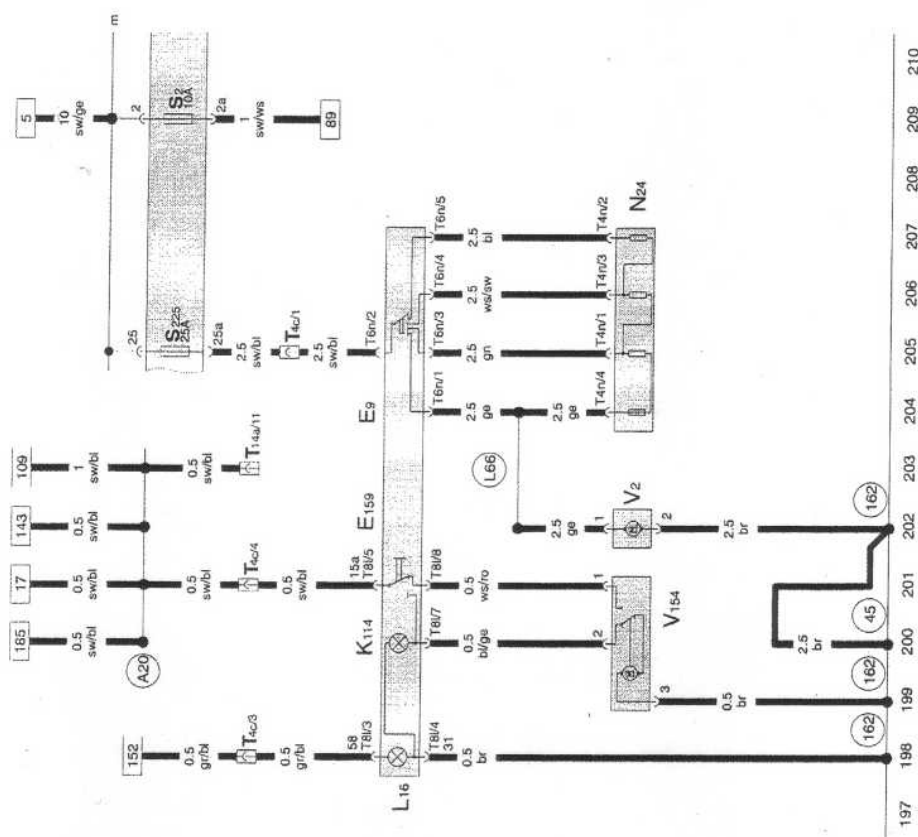 m
5
10
sw/ge
2
S2
10A
2a
1
sw/ws
89
25
S225
25A
25a
2.5
sw/bl
T4c/1
2.5
sw/bl
T6n/2
109
1
sw/bl
0.5
sw/bl
T14a/11
143
0.5
sw/bl
17
0.5
sw/bl
0.5
sw/bl
T4c/4
0.5
sw/bl
15a
T8l/5
185
0.5
sw/bl
A20
152
0.5
gr/bl
T4c/3
0.5
gr/bl
58
T8l/3
L16
K114
E159
E9
T8l/4
31
0.5
br
T8l/7
0.5
bl/ge
2
T8l/8
0.5
ws/ro
1
V154
3
0.5
br
T6n/1
2.5
ge
2.5
ge
T4n/4
L66
2.5
ge
1
V2
2
2.5
br
T6n/3
2.5
gn
T4n/1
T6n/4
2.5
ws/sw
T4n/3
T6n/5
2.5
bl
T4n/2
N24
2.5
br
162
162
45
162
197
198
199
200
201
202
203
204
205
206
207
208
209
210